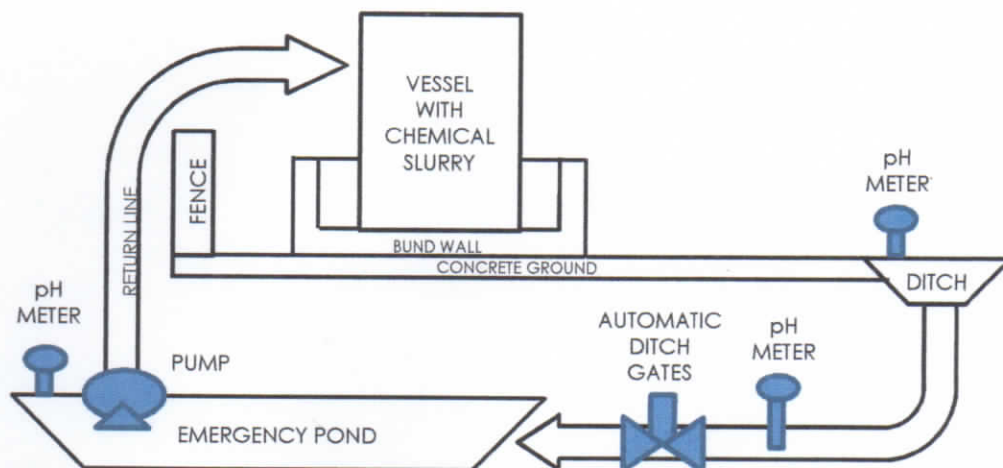 VESSEL
WITH
CHEMICAL
SLURRY
pH
METER
FENCE
RETURN LINE
BUND WALL
CONCRETE GROUND
DITCH
pH
METER
AUTOMATIC
DITCH
GATES
pH
METER
PUMP
EMERGENCY POND